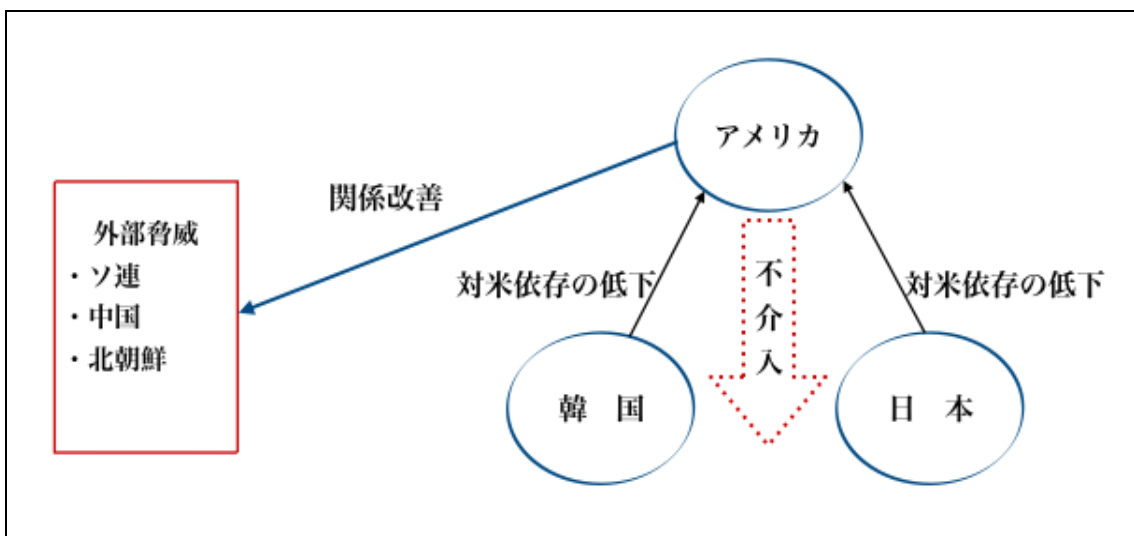 アメリカ
関係改善
外部脅威
・ソ連
・中国
・北朝鮮
対米依存の低下
不介入
対米依存の低下
韓　国
日　本